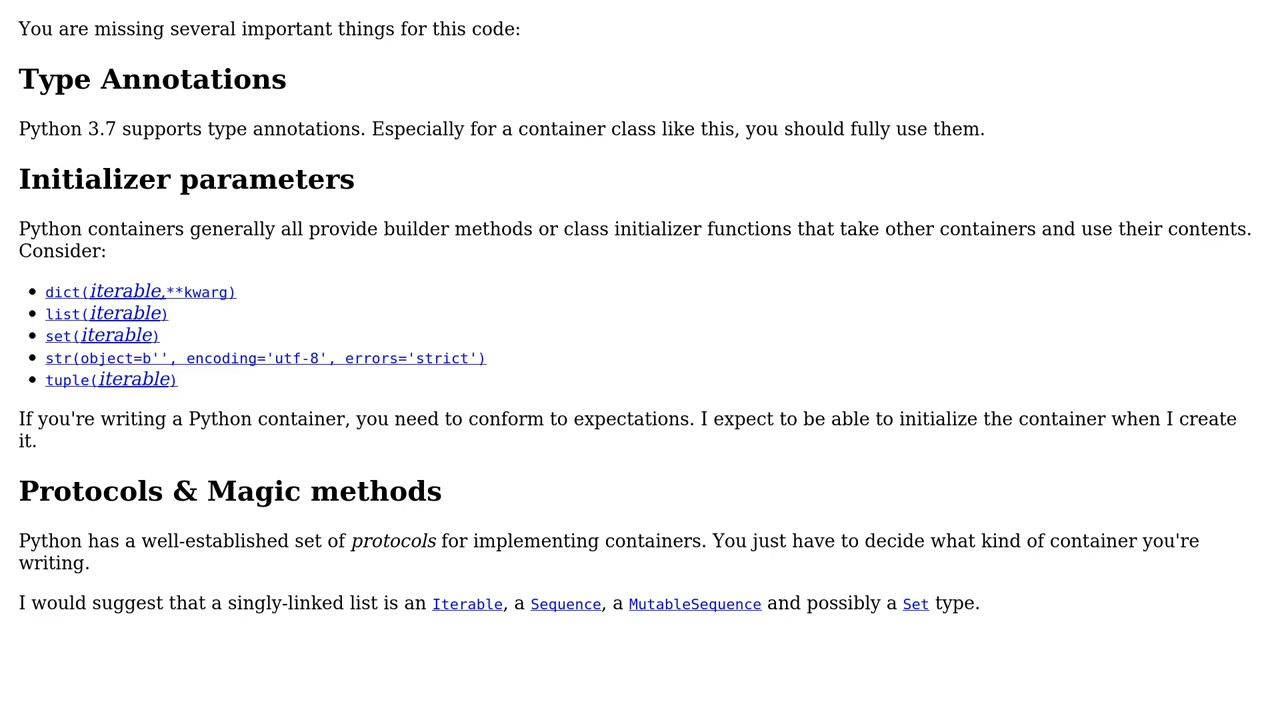 You are missing several important things for this code:
Type Annotations
Python 3.7 supports type annotations. Especially for a container class like this, you should fully use them.
Initializer parameters
Python containers generally all provide builder methods or class initializer functions that take other containers and use their contents.
Consider:
dict(iterable,**kwarg)
list(iterable)
set(iterable)
str(object=b'', encoding='utf-8', errors='strict')
tuple(iterable)
If you're writing a Python container, you need to conform to expectations. I expect to be able to initialize the container when I create
it.
Protocols & Magic methods
Python has a well-established set of protocols for implementing containers. You just have to decide what kind of container you're
writing.
I would suggest that a singly-linked list is an Iterable, a Sequence, a MutableSequence and possibly a Set type.